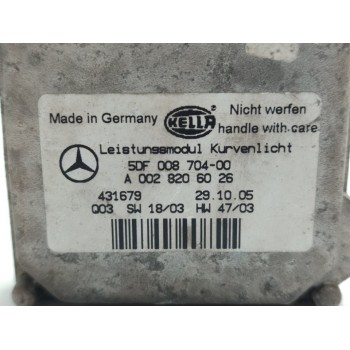 Made in Germany HELLA Nicht werfen
handle with care
Leistungsmodul Kurvenlicht
5DF 008 704-00
A 002 820 60 26
431679 29.10.05
Q03 SW 18/03 HW 47/03